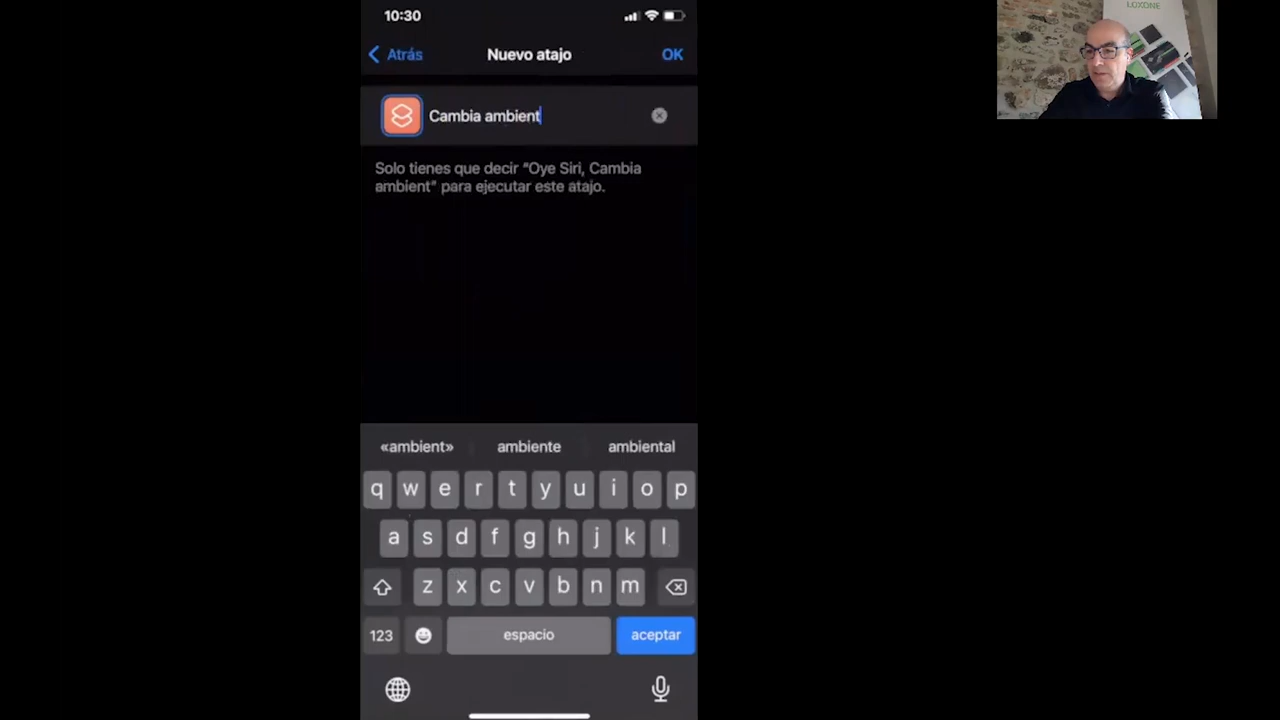 10:30
LOXONE
Atrás
Nuevo atajo
OK
Cambia ambient
Solo tienes que decir “Oye Siri, Cambia
ambient” para ejecutar este atajo.
«ambient» ambiente ambiental
q w e r t y u i o p
a s d f g h j k l
z x c v b n m
123 espacio aceptar